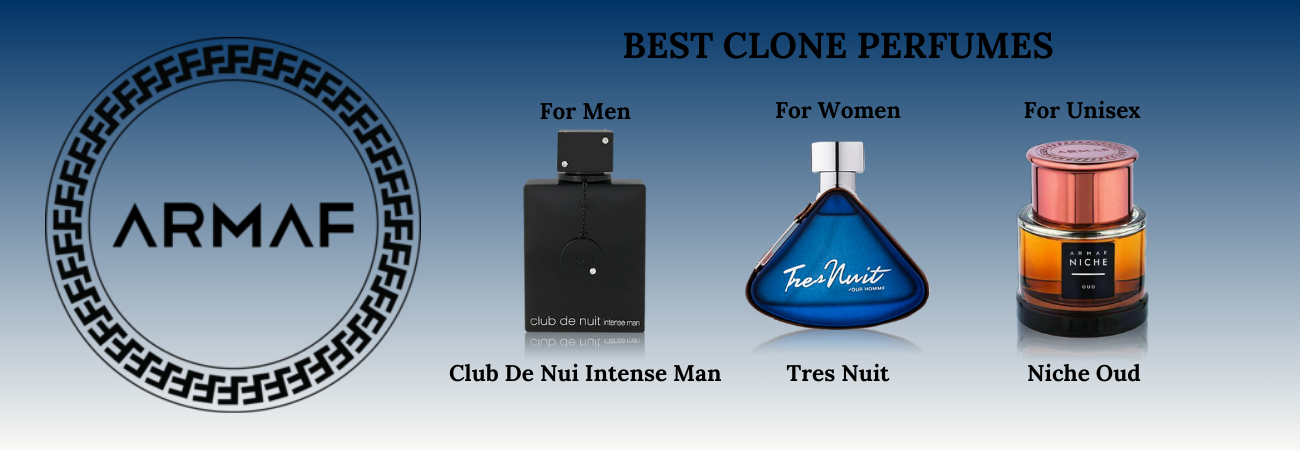 BEST CLONE PERFUMES
For Men
For Women
For Unisex
ARMAF
ARMAF
ARMAF
NICHE
OUD
Tres Nuit
POUR HOMME
club de nuit intense man
Club De Nui Intense Man
Tres Nuit
Niche Oud